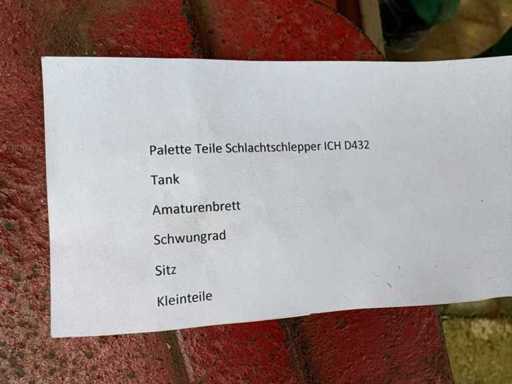 Palette Teile Schlachtschlepper ICH D432
Tank
Amaturenbrett
Schwungrad
Sitz
Kleinteile